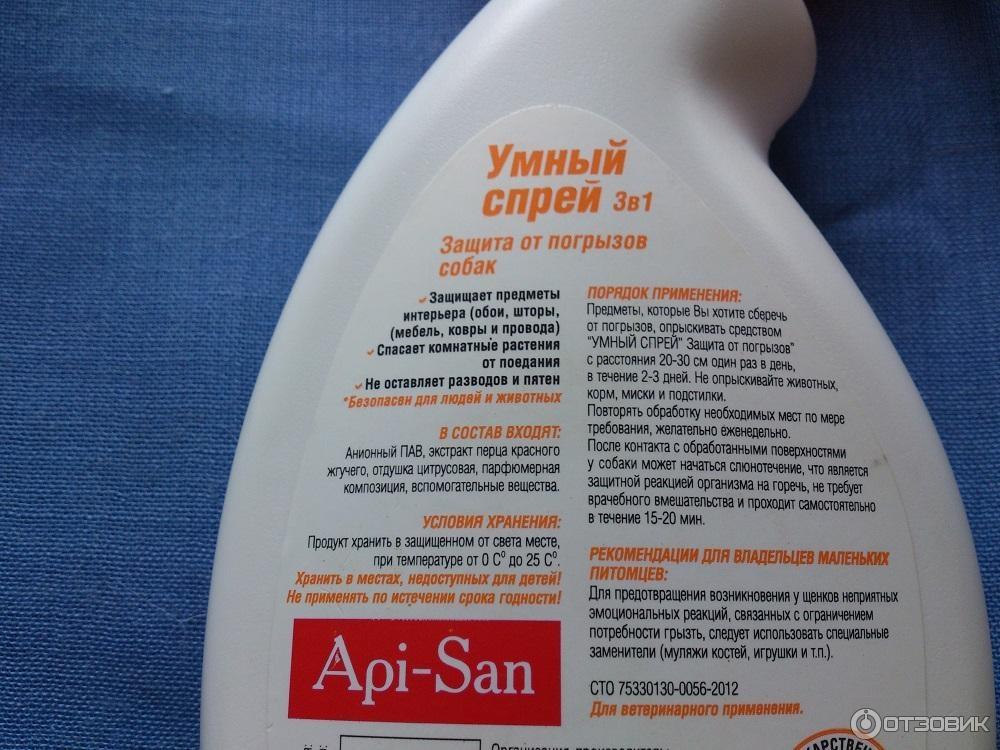 Умный
спрей 3в1
Защита от погрызов
собак
Защищает предметы
интерьера (обои, шторы,
(мебель, ковры и провода)
Спасает комнатные растения
от поедания
Не оставляет разводов и пятен
*Безопасен для людей и животных
В СОСТАВ ВХОДЯТ:
Анионный ПАВ, экстракт перца красного
жгучего, отдушка цитрусовая, парфюмерная
композиция, вспомогательные вещества.
УСЛОВИЯ ХРАНЕНИЯ:
Продукт хранить в защищенном от света месте,
при температуре от 0 С⁰ до 25 С⁰.
Хранить в местах, недоступных для детей!
Не применять по истечении срока годности!
Api-San
ПОРЯДОК ПРИМЕНЕНИЯ:
Предметы, которые Вы хотите сберечь
от погрызов, опрыскивать средством
"УМНЫЙ СПРЕЙ" Защита от погрызов"
с расстояния 20-30 см один раз в день,
в течение 2-3 дней. Не опрыскивайте животных,
корм, миски и подстилки.
Повторять обработку необходимых мест по мере
требования, желательно еженедельно.
После контакта с обработанными поверхностями
у собаки может начаться слюнотечение, что является
защитной реакцией организма на горечь, не требует
врачебного вмешательства и проходит самостоятельно
в течение 15-20 мин.
РЕКОМЕНДАЦИИ ДЛЯ ВЛАДЕЛЬЦЕВ МАЛЕНЬКИХ
ПИТОМЦЕВ:
Для предотвращения возникновения у щенков неприятных
эмоциональных реакций, связанных с ограничением
потребности грызть, следует использовать специальные
заменители (муляжи костей, игрушки и т.п.).
СТО 75330130-0056-2012
Для ветеринарного применения.
ОТЗОВИК